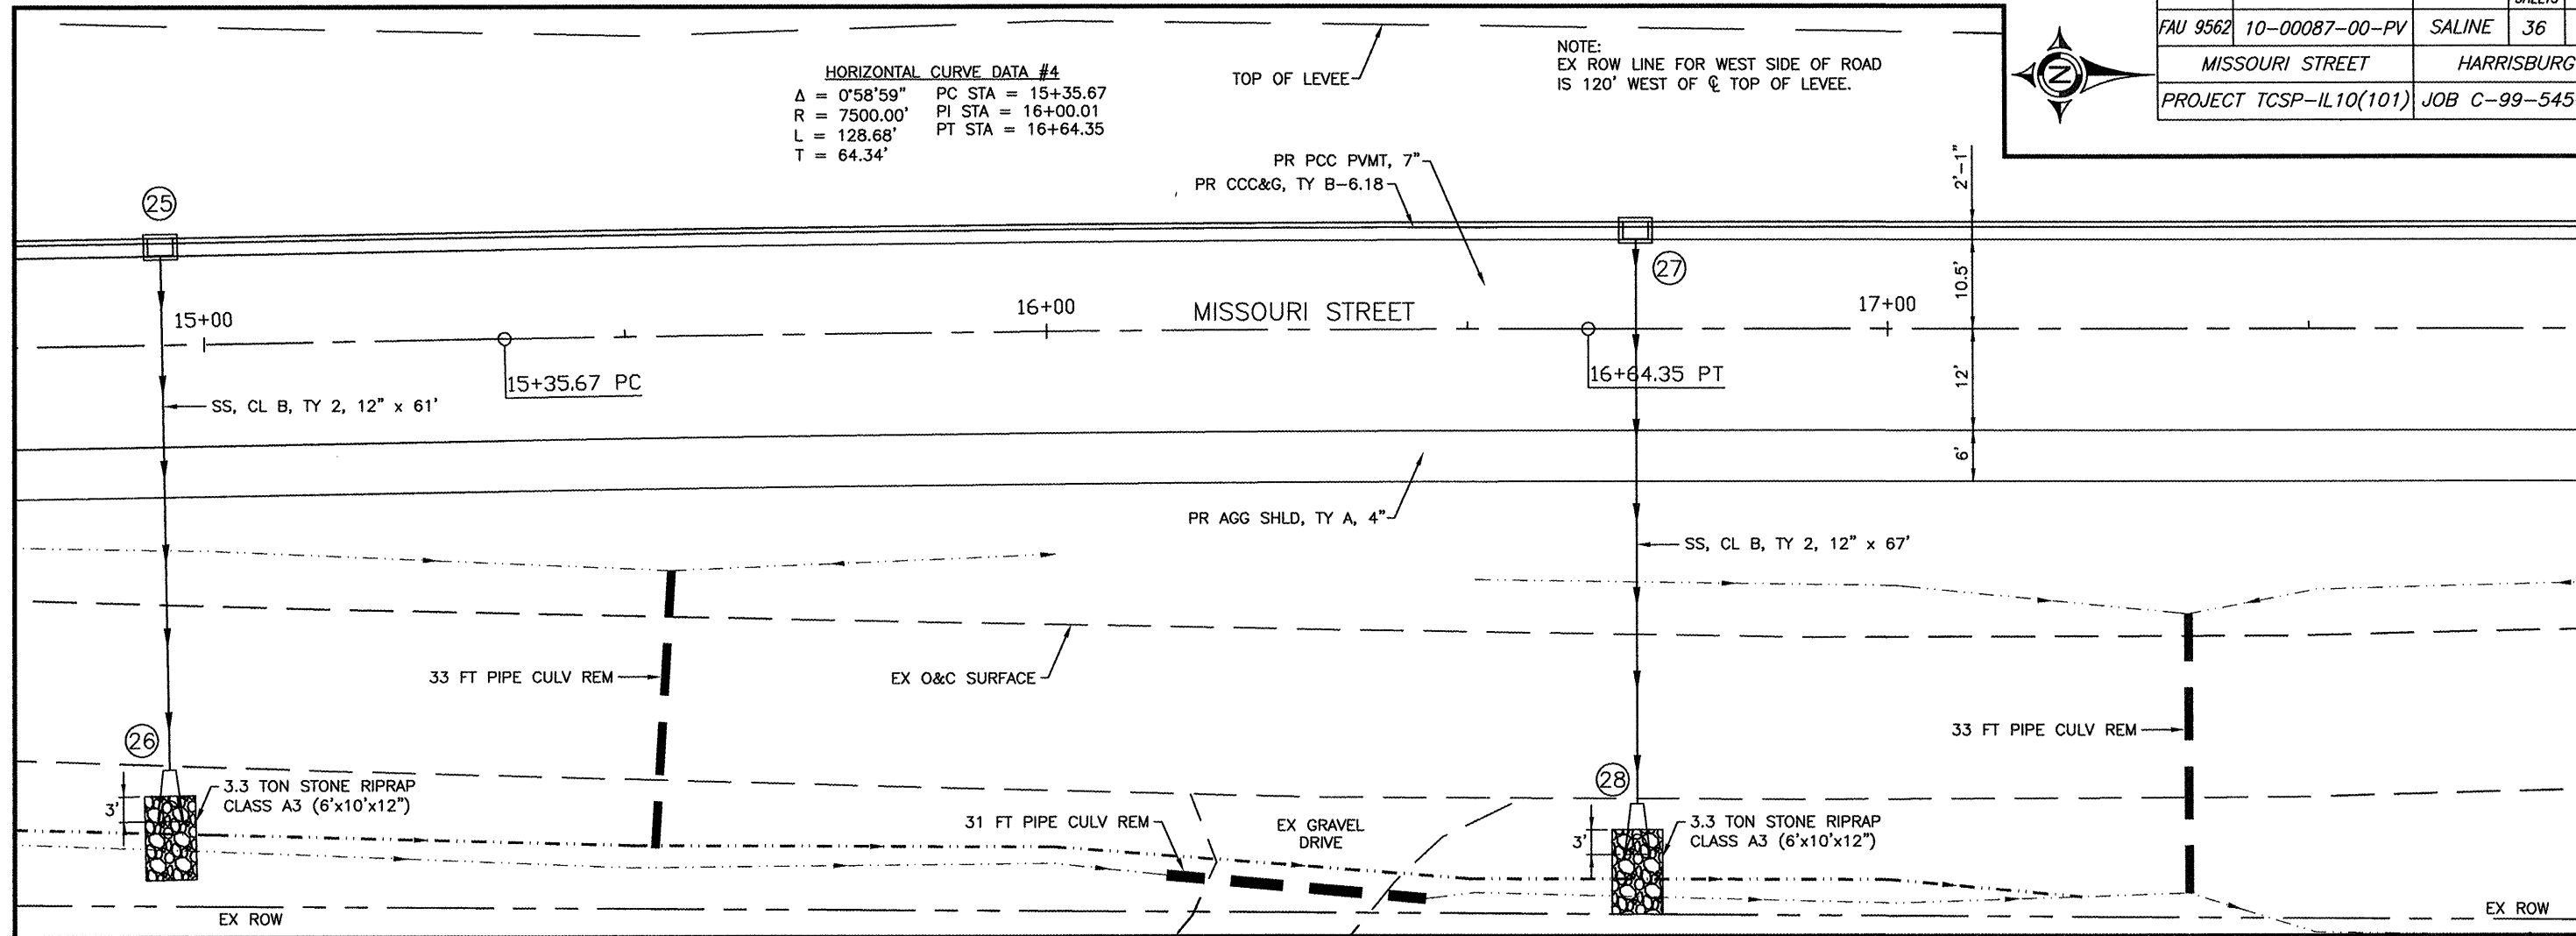 SHEETS
FAU 9562 10-00087-00-PV SALINE 36
MISSOURI STREET HARRISBURG
PROJECT TCSP-IL10(101) JOB C-99-545
N
NOTE:
EX ROW LINE FOR WEST SIDE OF ROAD
IS 120' WEST OF ℄ TOP OF LEVEE.
TOP OF LEVEE
HORIZONTAL CURVE DATA #4
Δ = 0°58'59" PC STA = 15+35.67
R = 7500.00' PI STA = 16+00.01
L = 128.68' PT STA = 16+64.35
T = 64.34'
PR PCC PVMT, 7"
PR CCC&G, TY B-6.18
2'-1"
25
27
10.5'
15+00
16+00
MISSOURI STREET
17+00
15+35.67 PC
16+64.35 PT
12'
SS, CL B, TY 2, 12" x 61'
6'
PR AGG SHLD, TY A, 4"
SS, CL B, TY 2, 12" x 67'
33 FT PIPE CULV REM
EX O&C SURFACE
33 FT PIPE CULV REM
26
28
3'
3.3 TON STONE RIPRAP
CLASS A3 (6'x10'x12")
31 FT PIPE CULV REM
EX GRAVEL
DRIVE
3'
3.3 TON STONE RIPRAP
CLASS A3 (6'x10'x12")
EX ROW
EX ROW